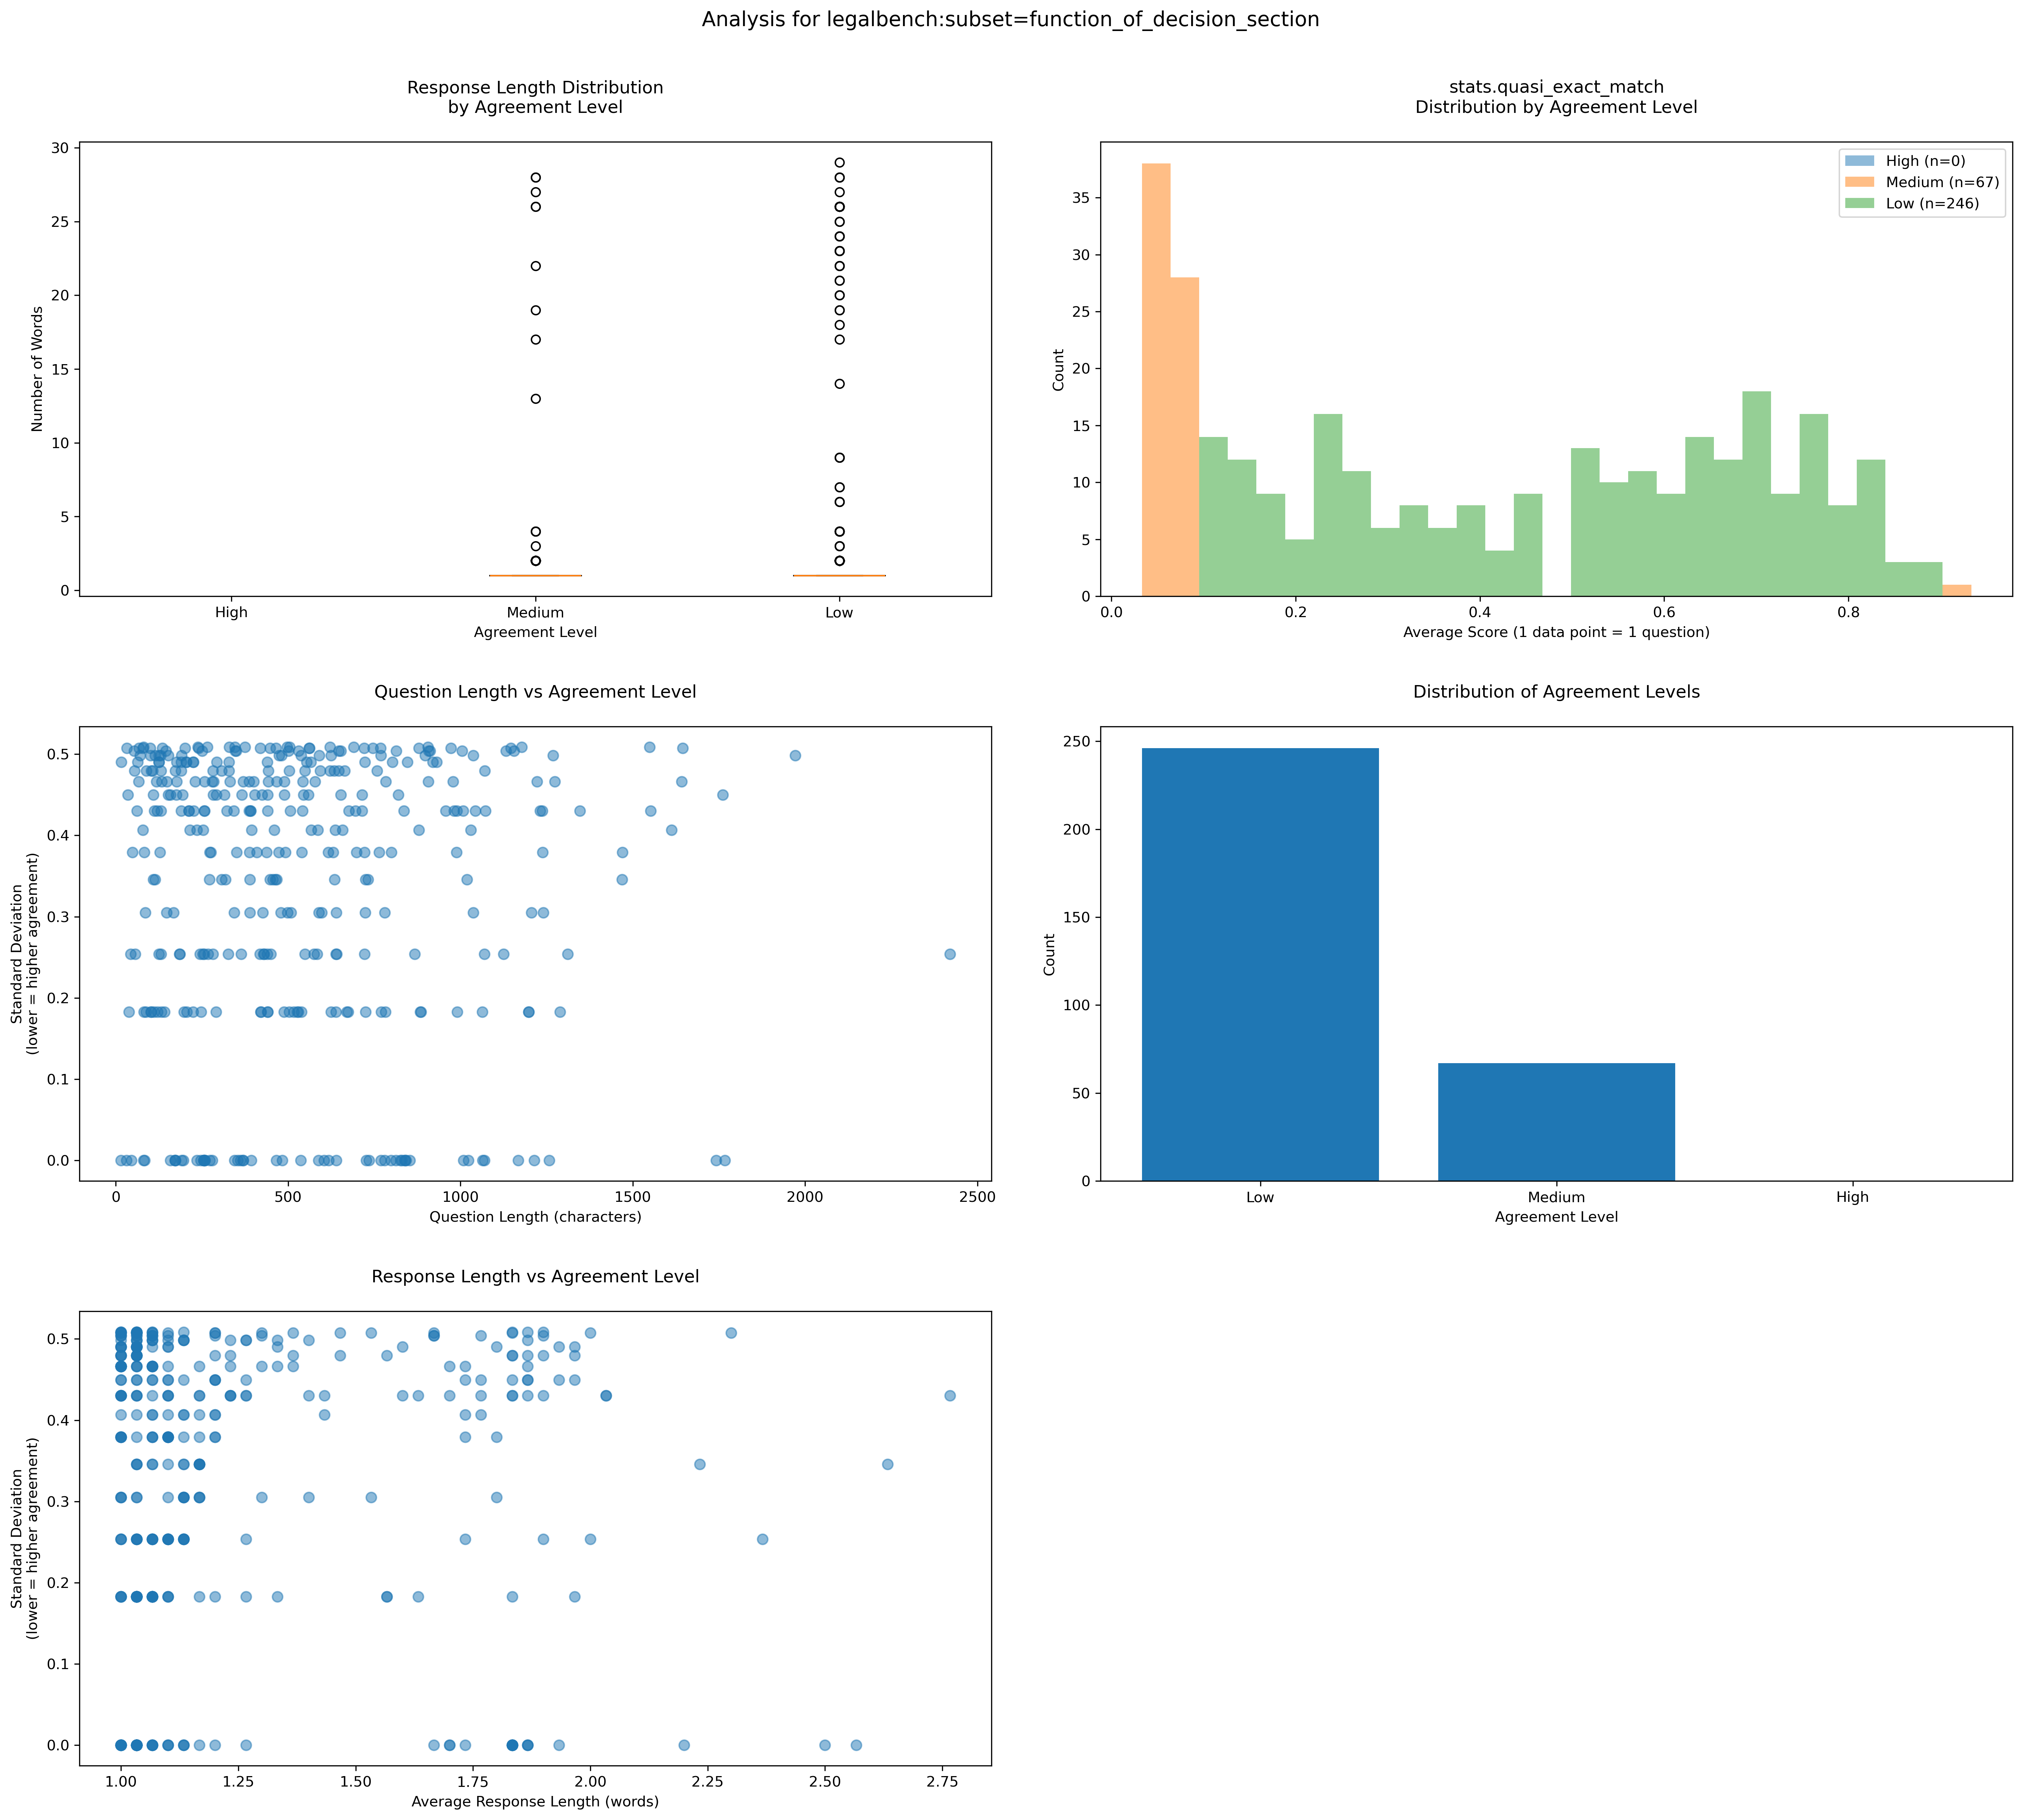 Analysis for legalbench:subset=function_of_decision_section
Response Length Distribution
by Agreement Level
30
25
20
15
10
5
0
Number of Words
High
Medium
Low
Agreement Level
stats.quasi_exact_match
Distribution by Agreement Level
High (n=0)
Medium (n=67)
Low (n=246)
35
30
25
20
15
10
5
0
Count
0.0
0.2
0.4
0.6
0.8
Average Score (1 data point = 1 question)
Question Length vs Agreement Level
0.5
0.4
0.3
0.2
0.1
0.0
Standard Deviation
(lower = higher agreement)
0
500
1000
1500
2000
2500
Question Length (characters)
Distribution of Agreement Levels
250
200
150
100
50
0
Count
Low
Medium
High
Agreement Level
Response Length vs Agreement Level
0.5
0.4
0.3
0.2
0.1
0.0
Standard Deviation
(lower = higher agreement)
1.00
1.25
1.50
1.75
2.00
2.25
2.50
2.75
Average Response Length (words)